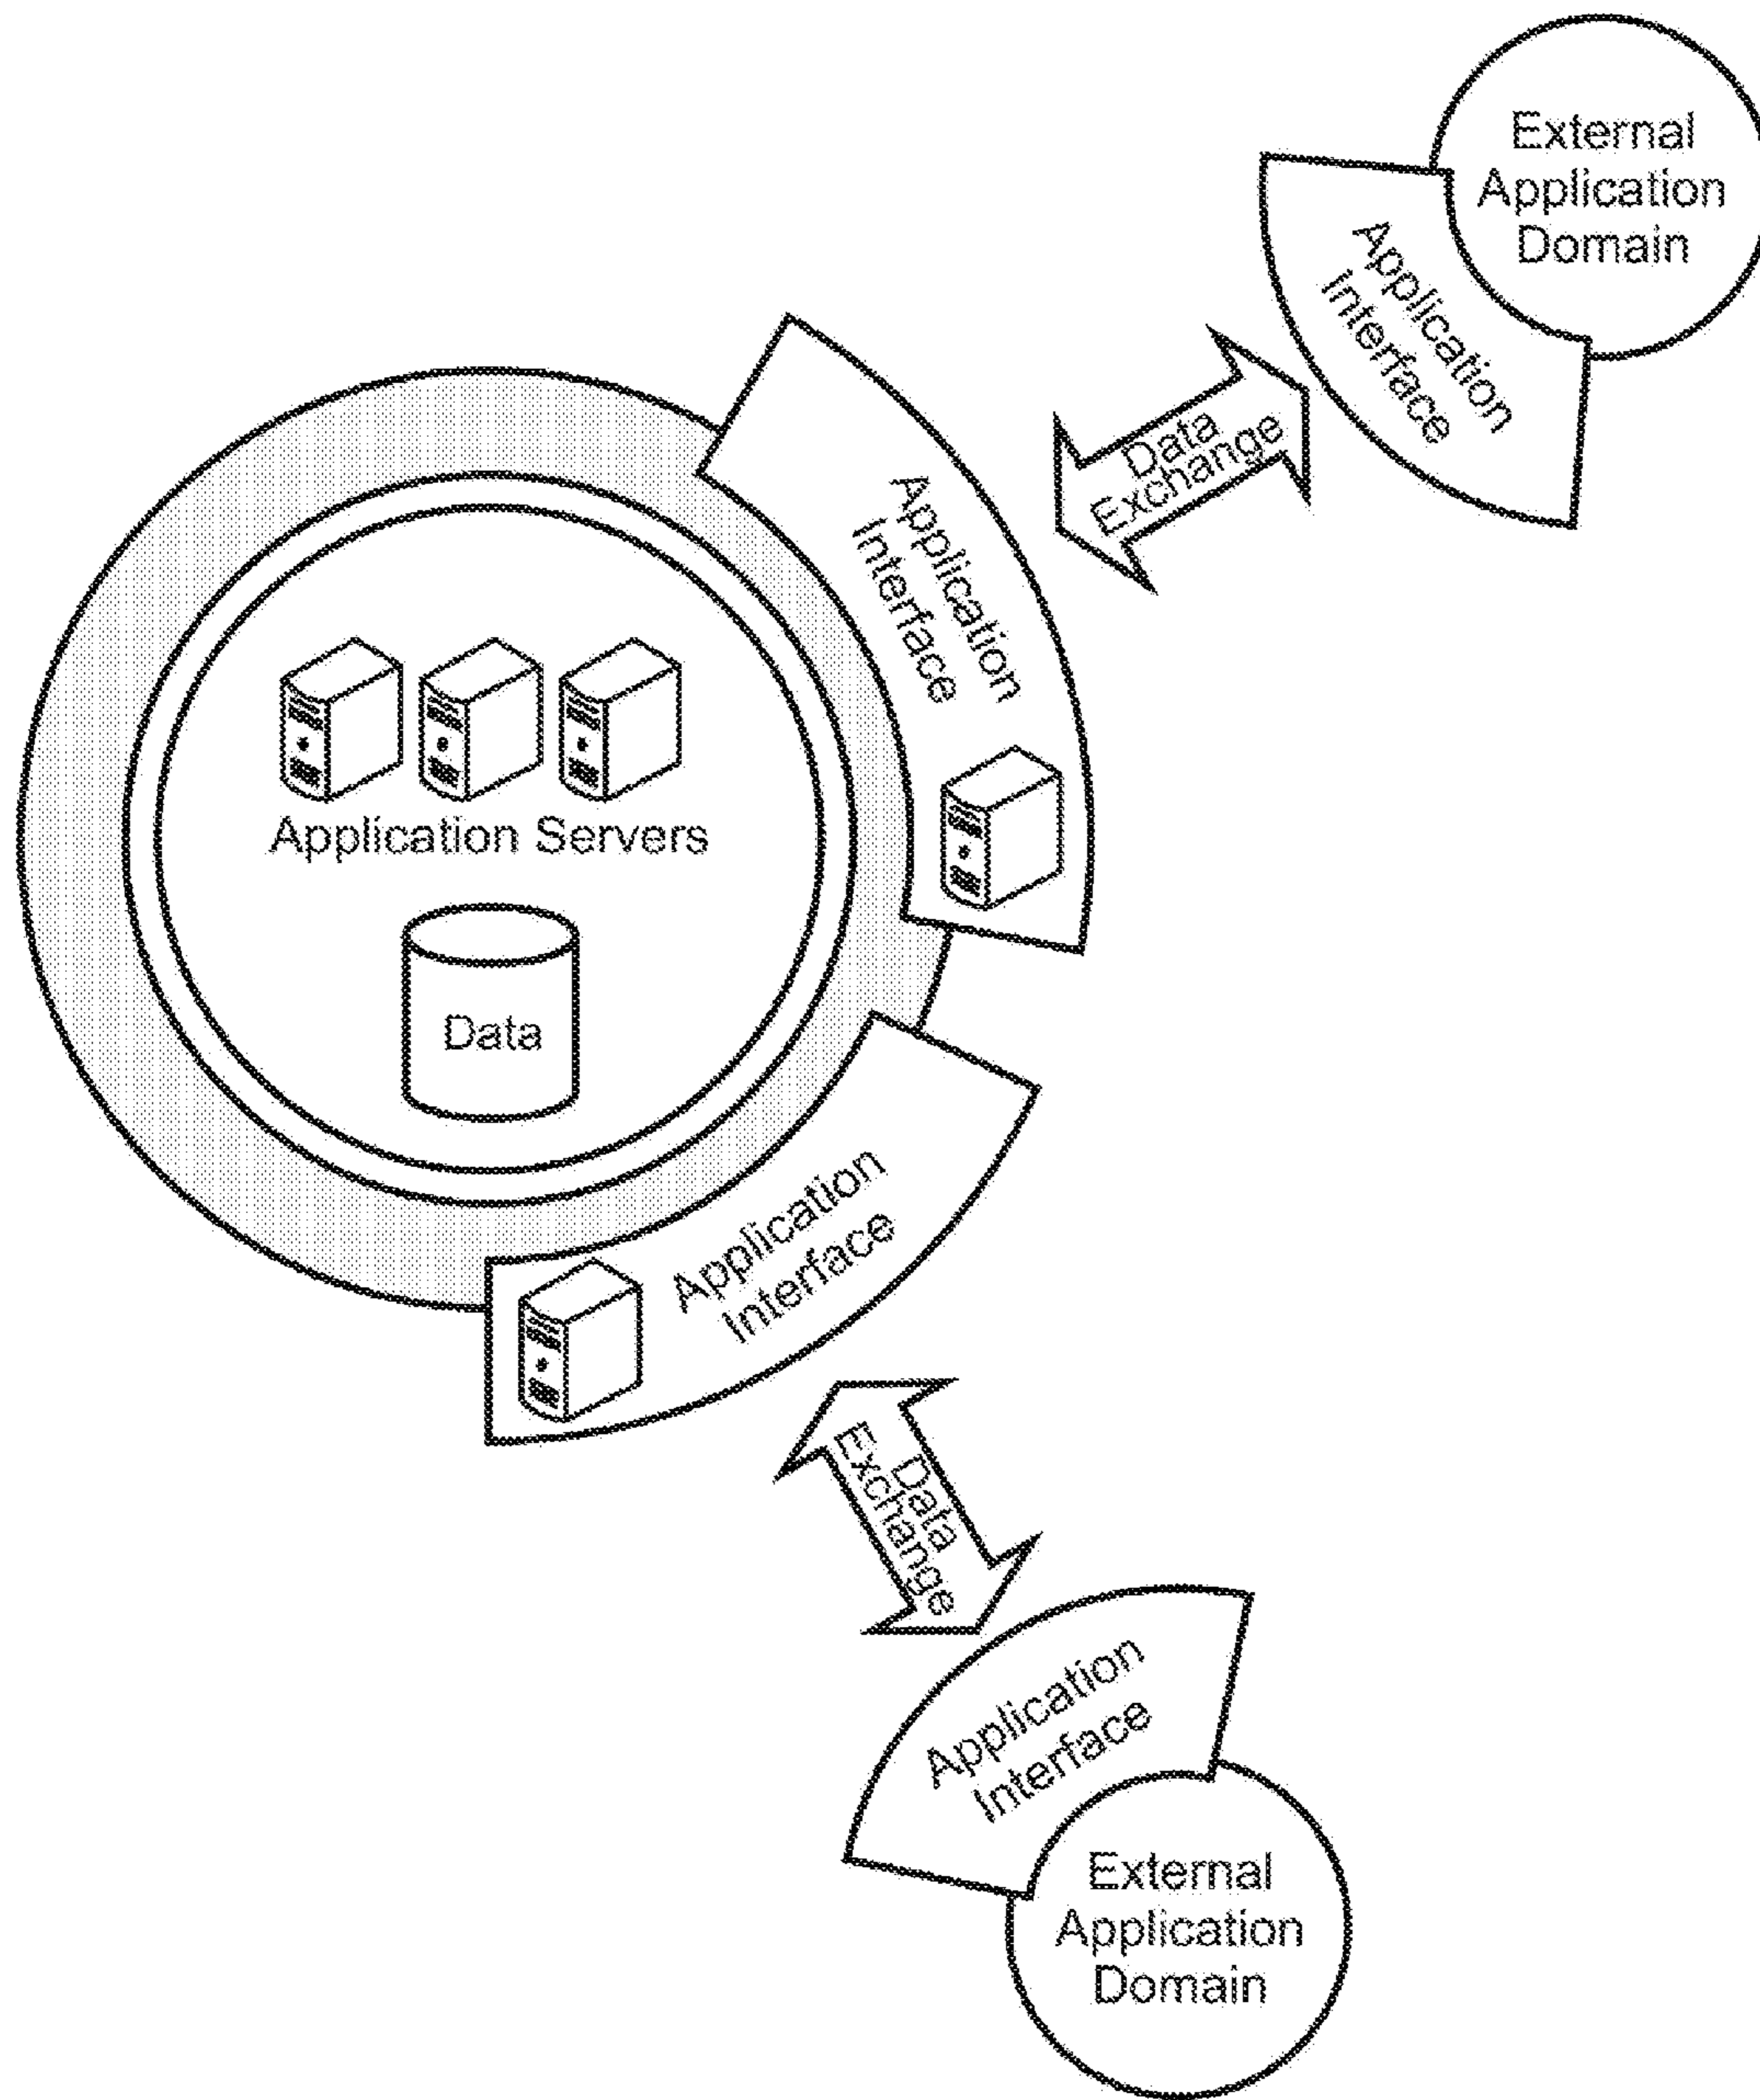 External
Application
Domain
Application
Interface
Data
Exchange
Application
Interface
Application Servers
Data
Application
Interface
Data
Exchange
Application
Interface
External
Application
Domain